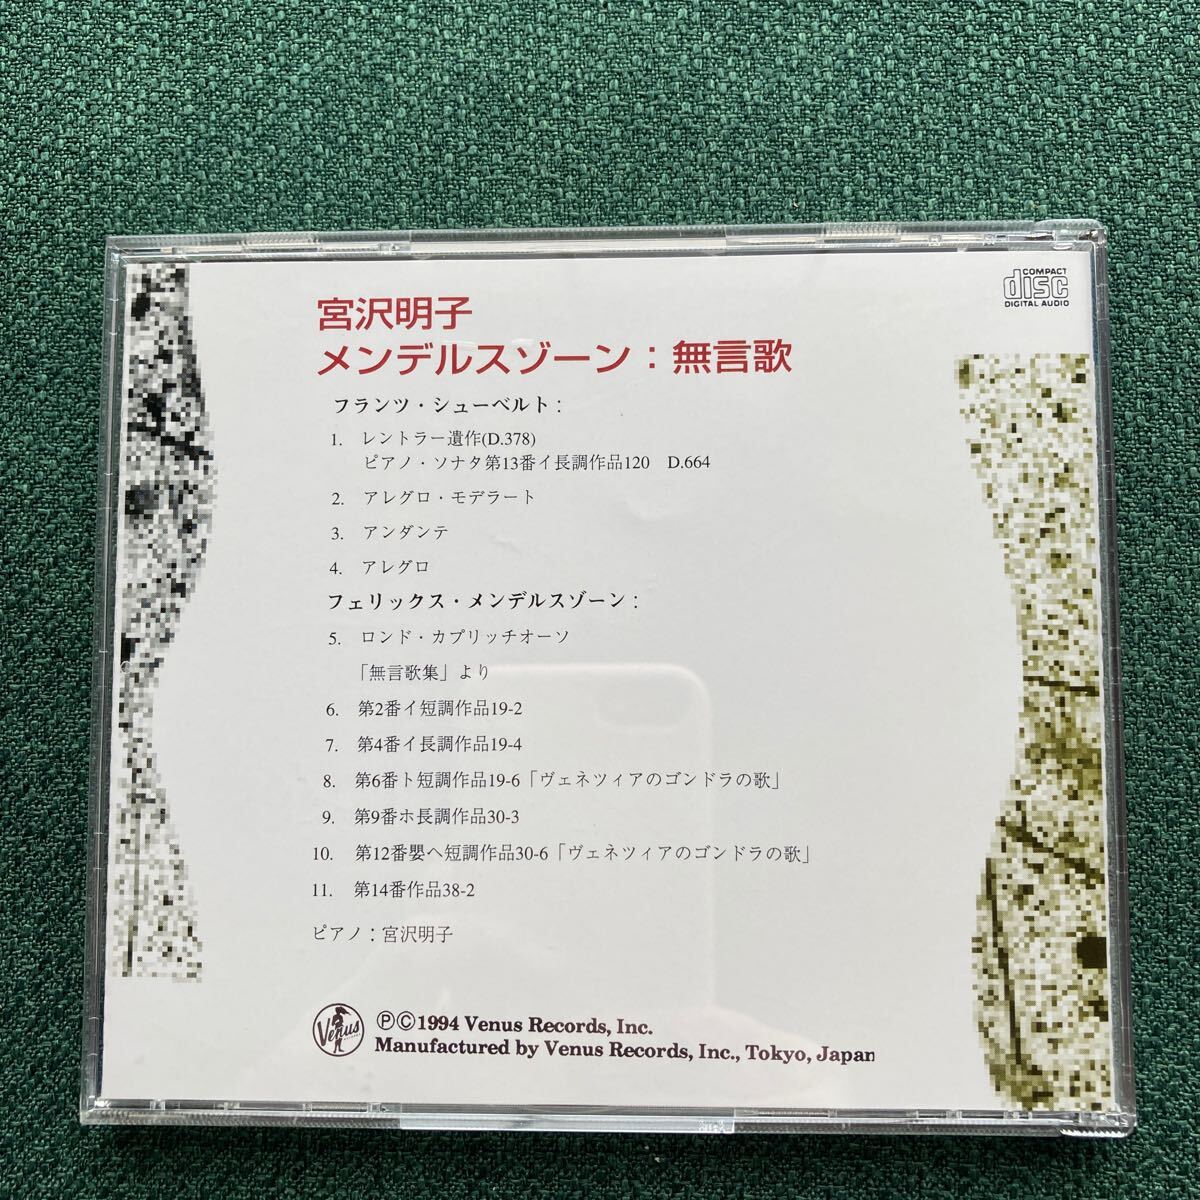 COMPACT
disc
DIGITAL AUDIO
宮沢明子
メンデルスゾーン：無言歌
フランツ・シューベルト：
1. レントラー遺作(D.378)
ピアノ・ソナタ第13番イ長調作品120 D.664
2. アレグロ・モデラート
3. アンダンテ
4. アレグロ
フェリックス・メンデルスゾーン：
5. ロンド・カプリッチオーソ
「無言歌集」より
6. 第2番イ短調作品19-2
7. 第4番イ長調作品19-4
8. 第6番ト短調作品19-6「ヴェネツィアのゴンドラの歌」
9. 第9番ホ長調作品30-3
10. 第12番嬰ヘ短調作品30-6「ヴェネツィアのゴンドラの歌」
11. 第14番作品38-2
ピアノ：宮沢明子
Venus
ⓅⒸ1994 Venus Records, Inc.
Manufactured by Venus Records, Inc., Tokyo, Japan